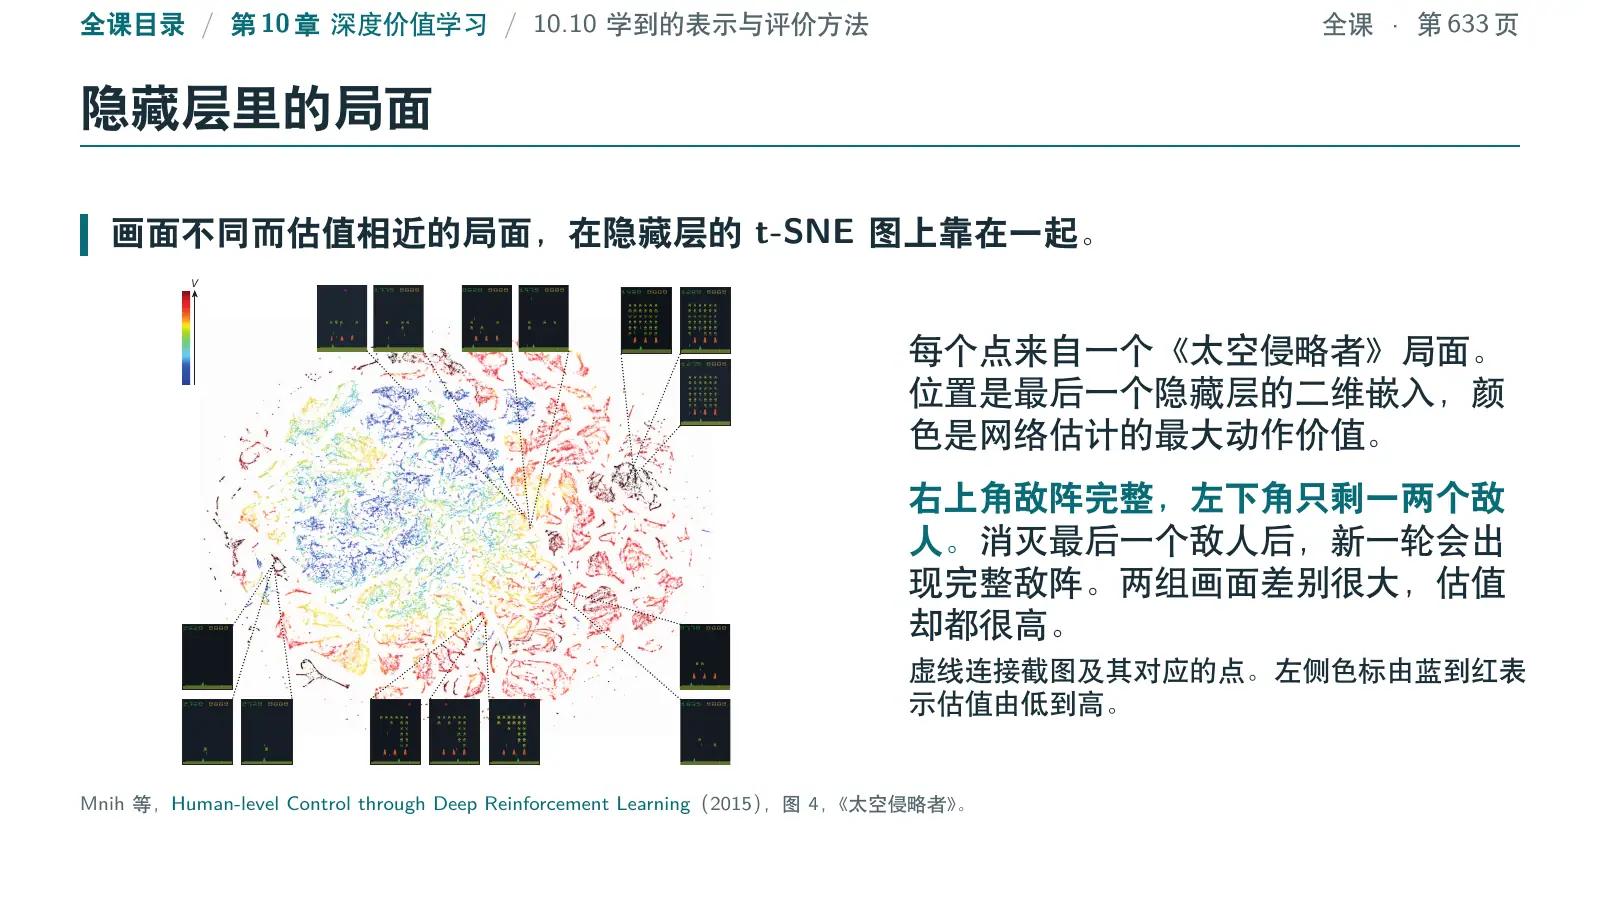 全课目录 / 第10章 深度价值学习 / 10.10 学到的表示与评价方法
全课 · 第633页
隐藏层里的局面
画面不同而估值相近的局面，在隐藏层的 t-SNE 图上靠在一起。
V
每个点来自一个《太空侵略者》局面。
位置是最后一个隐藏层的二维嵌入，颜
色是网络估计的最大动作价值。
右上角敌阵完整，左下角只剩一两个敌
人。消灭最后一个敌人后，新一轮会出
现完整敌阵。两组画面差别很大，估值
却都很高。
虚线连接截图及其对应的点。左侧色标由蓝到红表
示估值由低到高。
Mnih 等，Human-level Control through Deep Reinforcement Learning (2015)，图 4，《太空侵略者》。